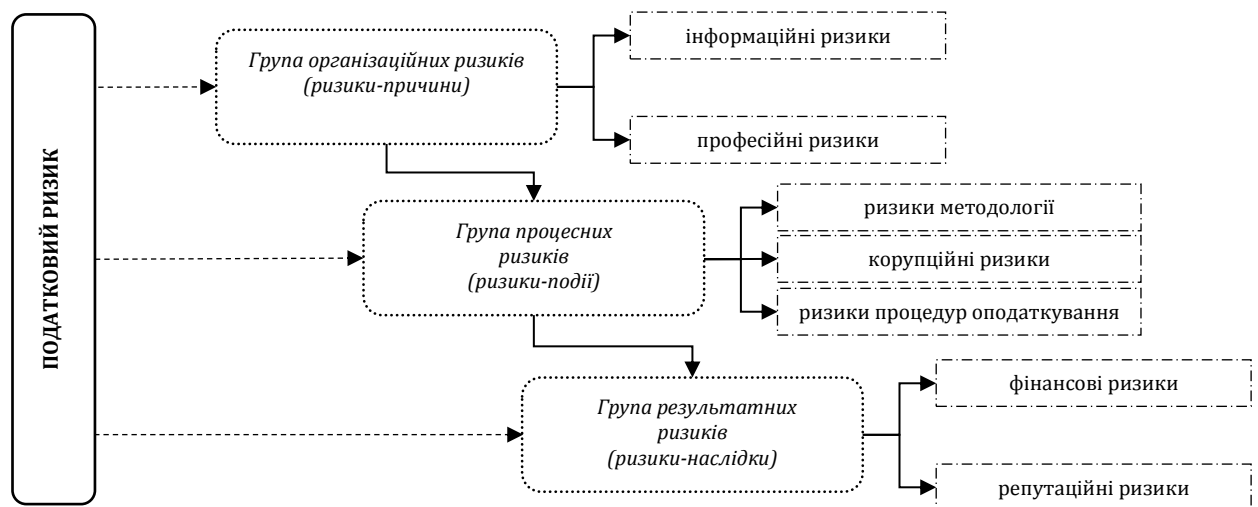 ПОДАТКОВИЙ РИЗИК
Група організаційних ризиків
(ризики-причини)
інформаційні ризики
професійні ризики
Група процесних
ризиків
(ризики-події)
ризики методології
корупційні ризики
ризики процедур оподаткування
Група результатних
ризиків
(ризики-наслідки)
фінансові ризики
репутаційні ризики